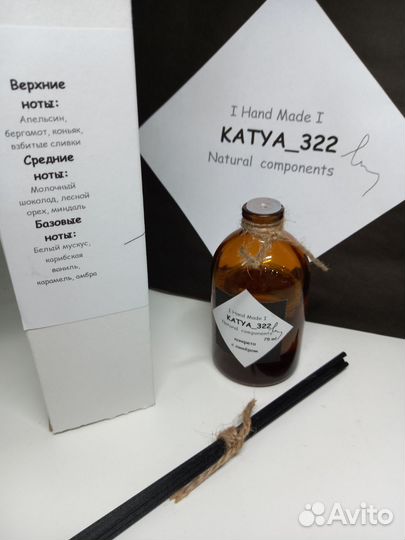 Верхние
ноты:
Апельсин,
бергамот, коньяк,
взбитые сливки
Средние
ноты:
Молочный
шоколад, лесной
орех, миндаль
Базовые
ноты:
Белый мускус,
карибская
ваниль,
карамель, амбра
I Hand Made I
KATYA_322
Natural components
I Hand Made I
KATYA_322
Natural components
75 ml
Avito